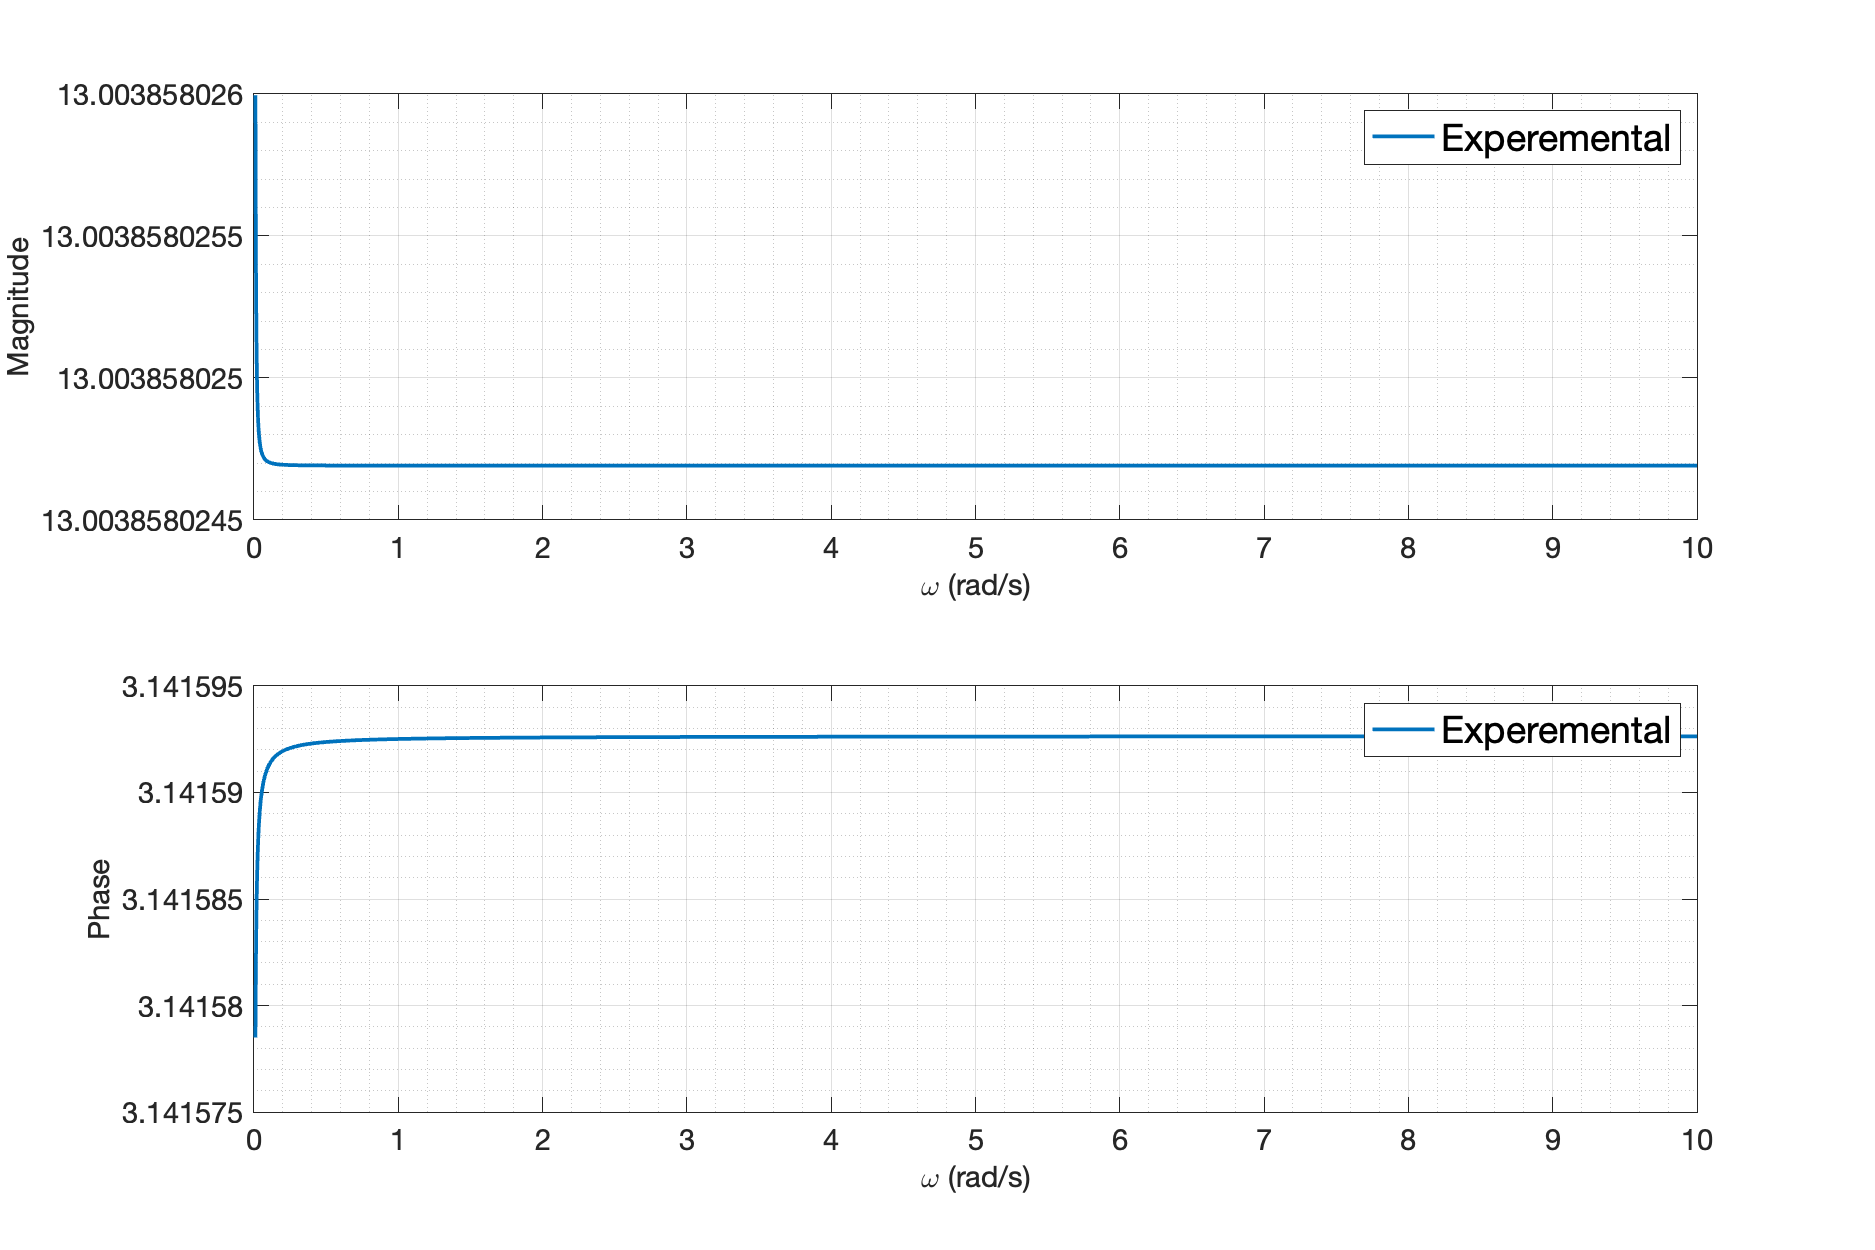 13.003858026
13.0038580255
13.003858025
13.0038580245
Magnitude
Experemental
0 1 2 3 4 5 6 7 8 9 10
ω (rad/s)
3.141595
3.14159
3.141585
3.14158
3.141575
Phase
Experemental
0 1 2 3 4 5 6 7 8 9 10
ω (rad/s)